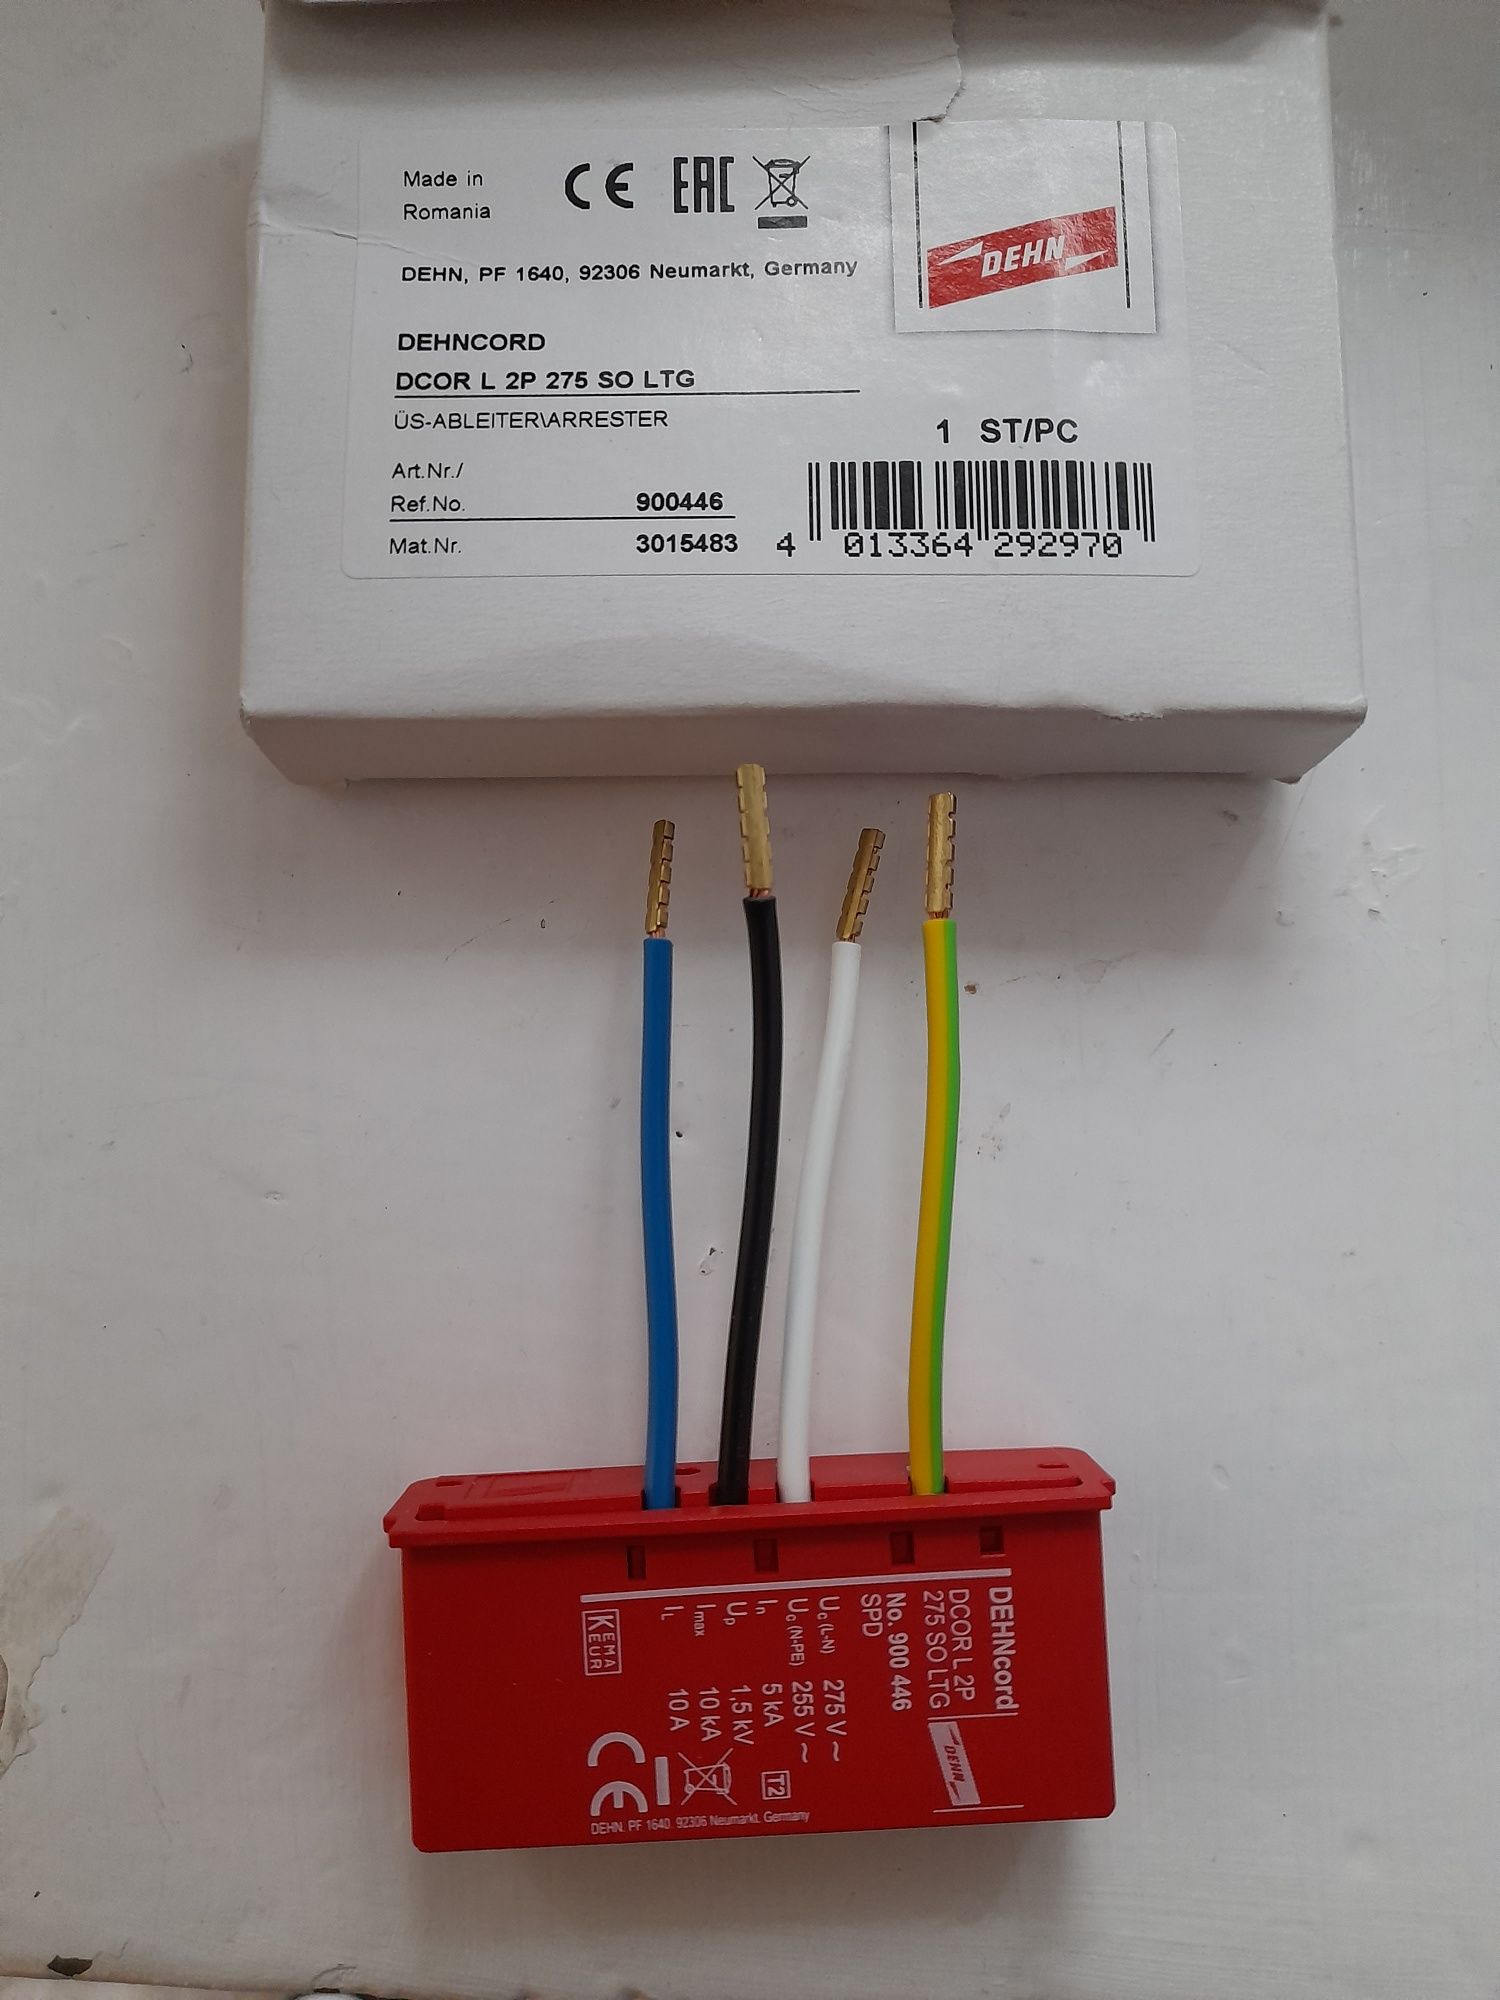 Made in
Romania
CE EAC
DEHN
DEHN, PF 1640, 92306 Neumarkt, Germany
DEHNCORD
DCOR L 2P 275 SO LTG
ÜS-ABLEITER\ARRESTER
1 ST/PC
Art.Nr./
Ref.No. 900446
Mat.Nr. 3015483
4 013364 292970
DEHNcord
DCOR L 2P
275 SO LTG
DEHN
No. 900 446
SPD
Uc (L-N) 275 V ~
Uc (N-PE) 255 V ~
In 5 kA
T2
Up 1,5 kV
Imax 10 kA
IL 10 A
KEMA
KEUR
CE
DEHN, PF 1640, 92306 Neumarkt, Germany